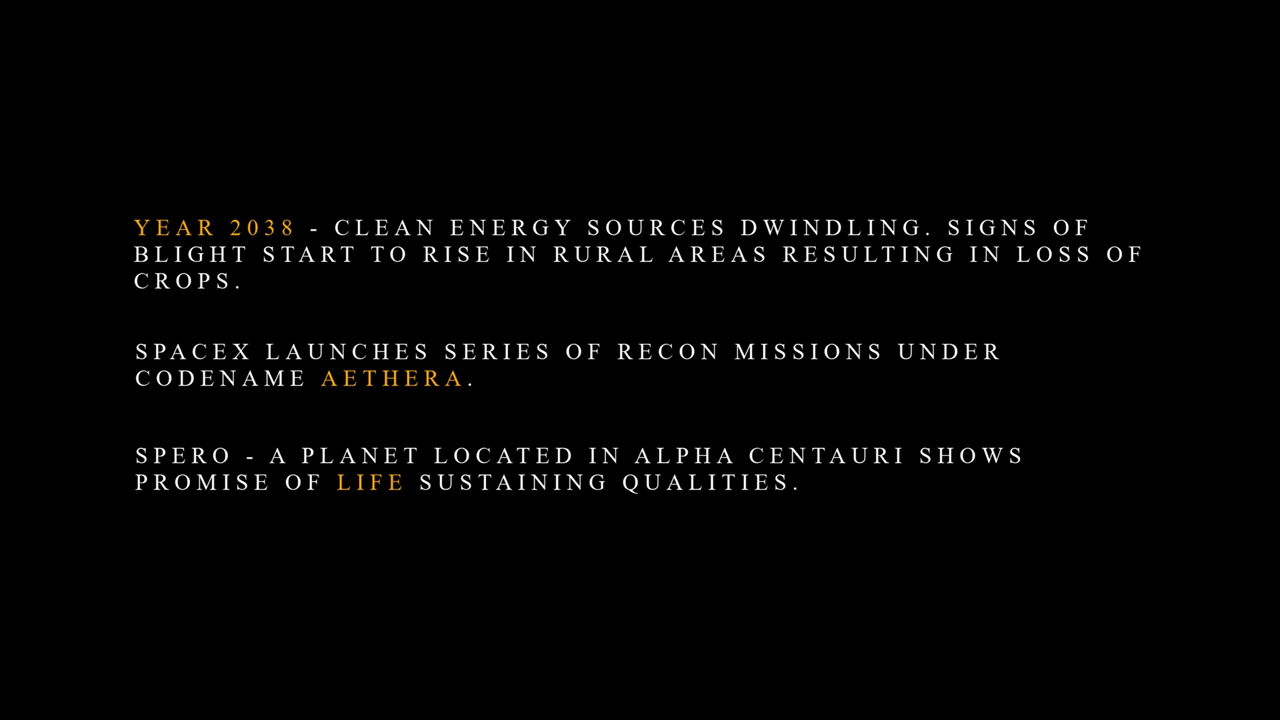 YEAR 2038 - CLEAN ENERGY SOURCES DWINDLING. SIGNS OF
BLIGHT START TO RISE IN RURAL AREAS RESULTING IN LOSS OF
CROPS.
SPACEX LAUNCHES SERIES OF RECON MISSIONS UNDER
CODENAME AETHERA.
SPERO - A PLANET LOCATED IN ALPHA CENTAURI SHOWS
PROMISE OF LIFE SUSTAINING QUALITIES.